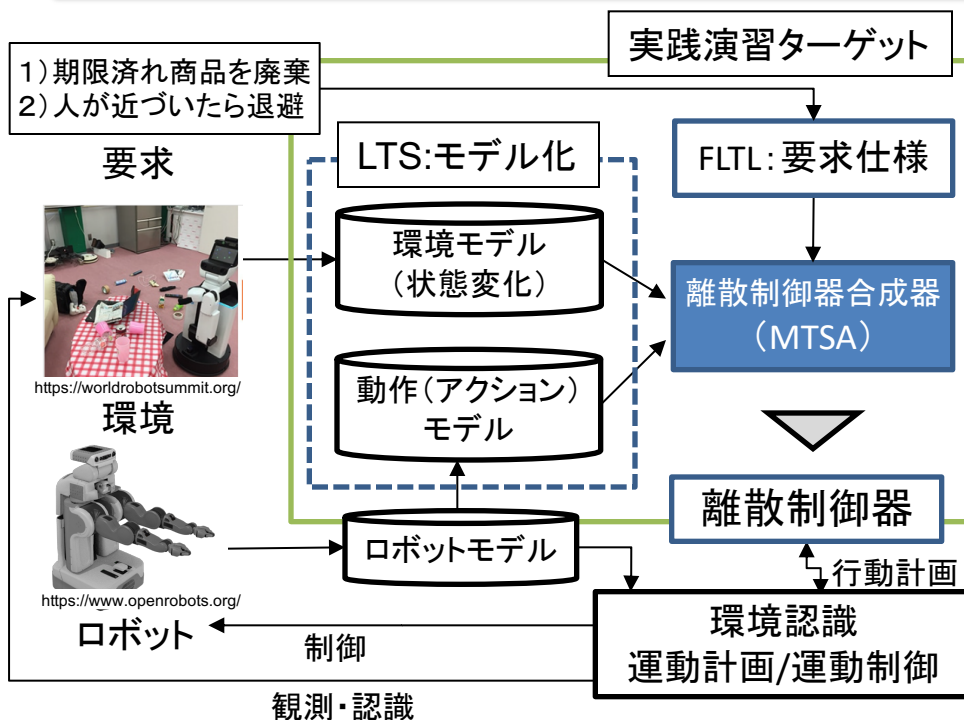 実践演習ターゲット
1)期限済れ商品を廃棄
2)人が近づいたら退避
要求
LTS:モデル化
FLTL:要求仕様
環境モデル
(状態変化)
離散制御器合成器
(MTSA)
https://worldrobotsummit.org/
環境
動作(アクション)
モデル
離散制御器
ロボットモデル
行動計画
https://www.openrobots.org/
ロボット
制御
環境認識
運動計画/運動制御
観測・認識